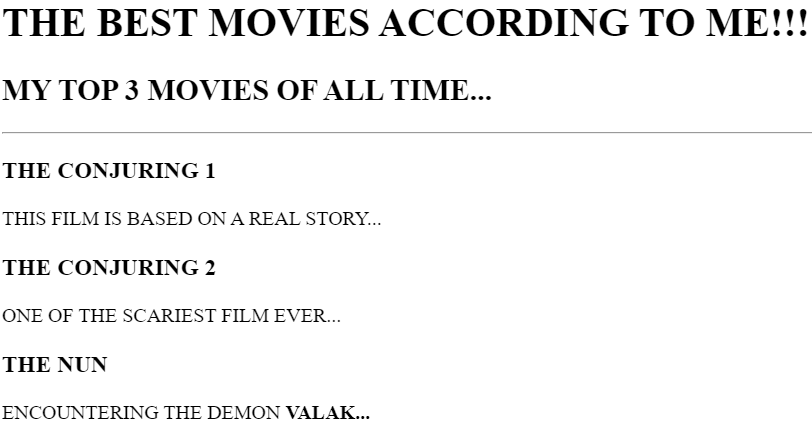 THE BEST MOVIES ACCORDING TO ME!!!
MY TOP 3 MOVIES OF ALL TIME...
THE CONJURING 1
THIS FILM IS BASED ON A REAL STORY...
THE CONJURING 2
ONE OF THE SCARIEST FILM EVER...
THE NUN
ENCOUNTERING THE DEMON VALAK...